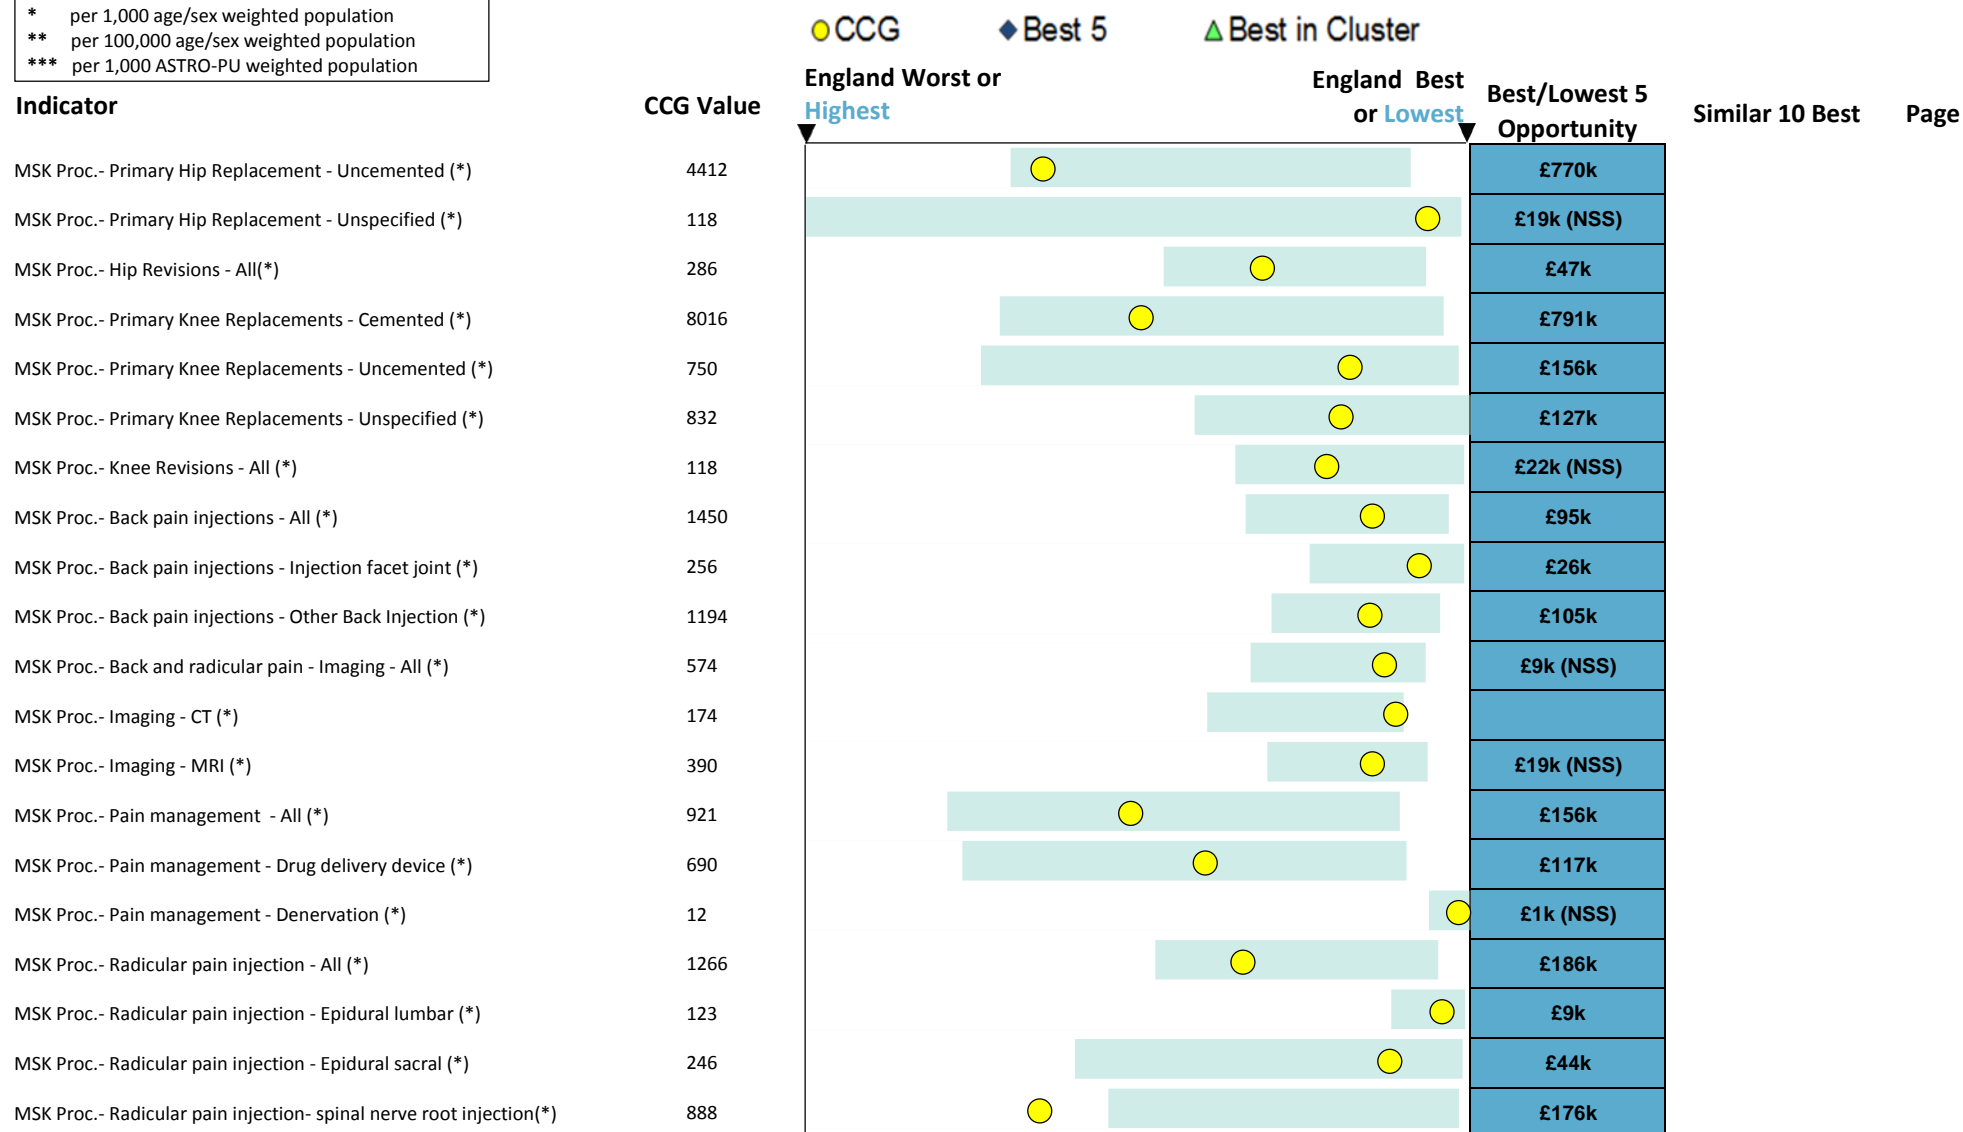 * per 1,000 age/sex weighted population
** per 100,000 age/sex weighted population
*** per 1,000 ASTRO-PU weighted population
CCG Best 5 Best in Cluster
Indicator CCG Value England Worst or Highest England Best or Lowest Best/Lowest 5 Opportunity Similar 10 Best Page
MSK Proc.- Primary Hip Replacement - Uncemented (*) 4412 £770k
MSK Proc.- Primary Hip Replacement - Unspecified (*) 118 £19k (NSS)
MSK Proc.- Hip Revisions - All(*) 286 £47k
MSK Proc.- Primary Knee Replacements - Cemented (*) 8016 £791k
MSK Proc.- Primary Knee Replacements - Uncemented (*) 750 £156k
MSK Proc.- Primary Knee Replacements - Unspecified (*) 832 £127k
MSK Proc.- Knee Revisions - All (*) 118 £22k (NSS)
MSK Proc.- Back pain injections - All (*) 1450 £95k
MSK Proc.- Back pain injections - Injection facet joint (*) 256 £26k
MSK Proc.- Back pain injections - Other Back Injection (*) 1194 £105k
MSK Proc.- Back and radicular pain - Imaging - All (*) 574 £9k (NSS)
MSK Proc.- Imaging - CT (*) 174
MSK Proc.- Imaging - MRI (*) 390 £19k (NSS)
MSK Proc.- Pain management - All (*) 921 £156k
MSK Proc.- Pain management - Drug delivery device (*) 690 £117k
MSK Proc.- Pain management - Denervation (*) 12 £1k (NSS)
MSK Proc.- Radicular pain injection - All (*) 1266 £186k
MSK Proc.- Radicular pain injection - Epidural lumbar (*) 123 £9k
MSK Proc.- Radicular pain injection - Epidural sacral (*) 246 £44k
MSK Proc.- Radicular pain injection- spinal nerve root injection(*) 888 £176k